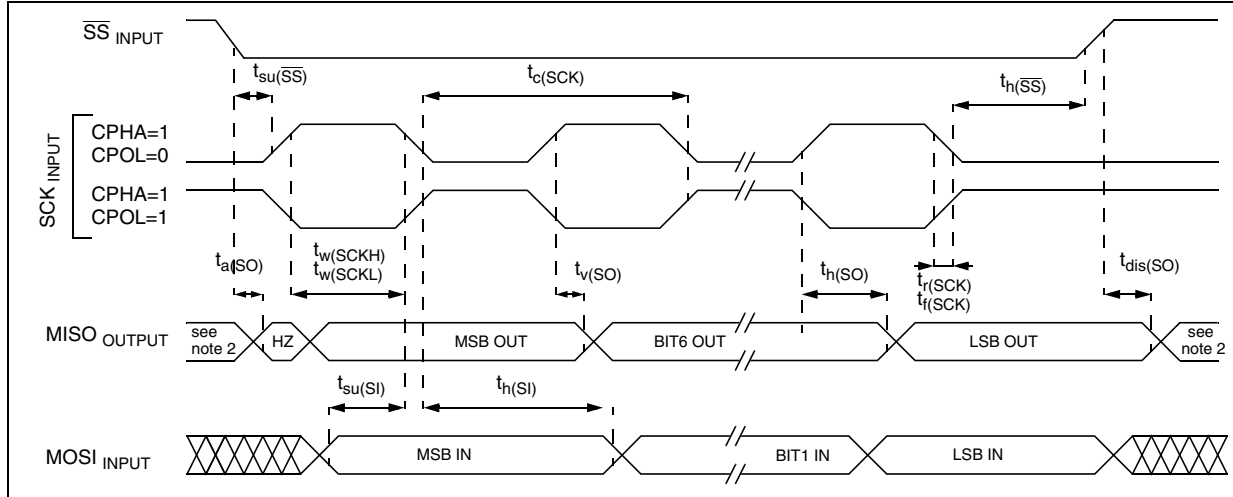 SS INPUT
tsu(SS)
tc(SCK)
th(SS)
SCK INPUT
CPHA=1
CPOL=0
CPHA=1
CPOL=1
ta(SO)
tw(SCKH)
tw(SCKL)
tv(SO)
th(SO)
tr(SCK)
tf(SCK)
tdis(SO)
MISO OUTPUT
see
note 2
HZ
MSB OUT
BIT6 OUT
LSB OUT
see
note 2
tsu(SI)
th(SI)
MOSI INPUT
MSB IN
BIT1 IN
LSB IN